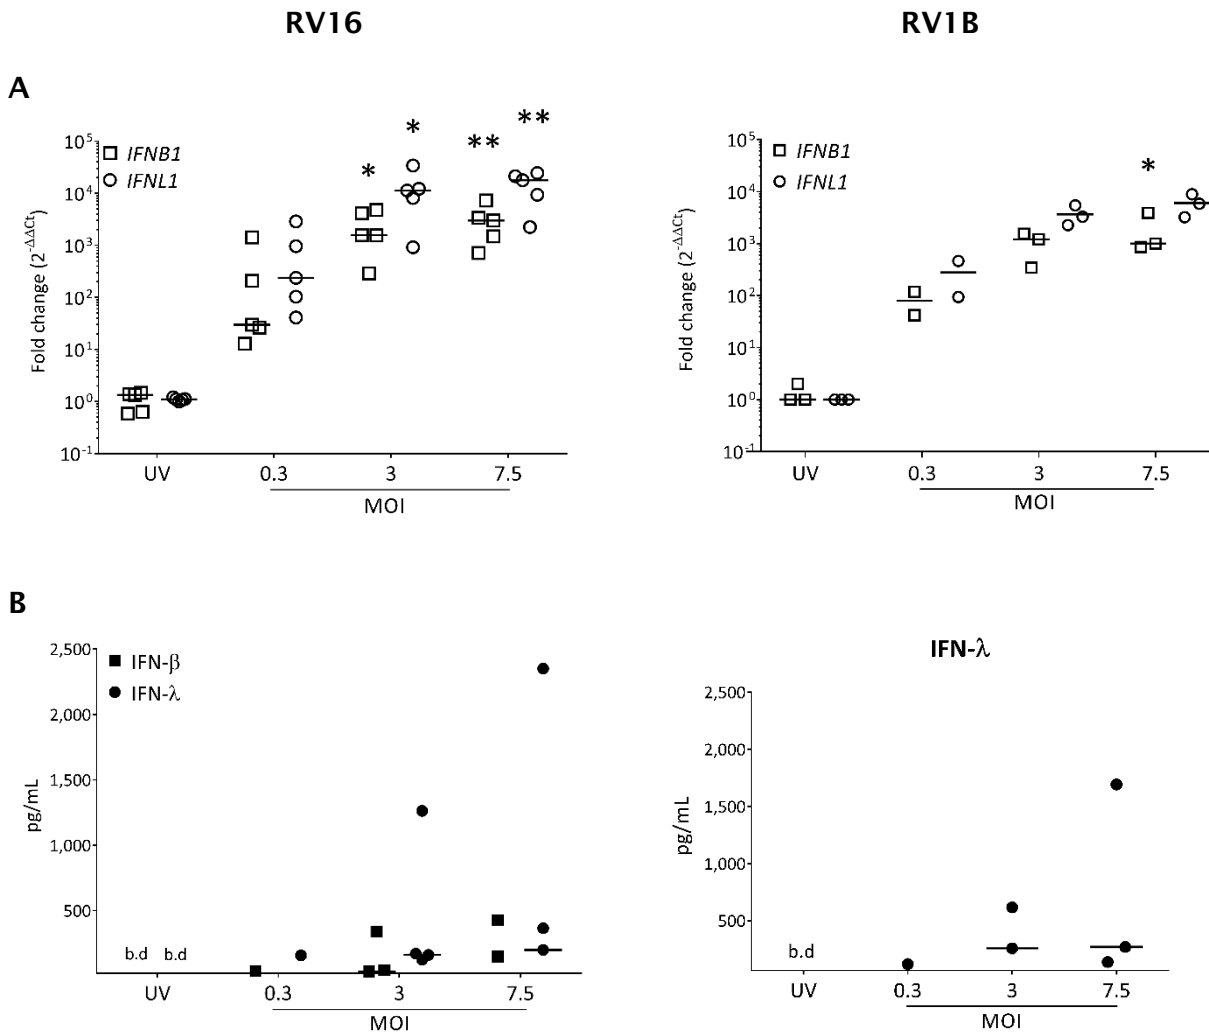 RV16
RV1B
A
Fold change (2^-ΔΔCt)
10^5
10^4
10^3
10^2
10^1
10^0
10^-1
IFNB1
IFNL1
*
*
**
**
UV
0.3
3
7.5
MOI
Fold change (2^-ΔΔCt)
10^5
10^4
10^3
10^2
10^1
10^0
10^-1
IFNB1
IFNL1
*
UV
0.3
3
7.5
MOI
B
pg/mL
2,500
2,000
1,500
1,000
500
IFN-β
IFN-λ
b.d b.d
UV
0.3
3
7.5
MOI
IFN-λ
pg/mL
2,500
2,000
1,500
1,000
500
b.d
UV
0.3
3
7.5
MOI